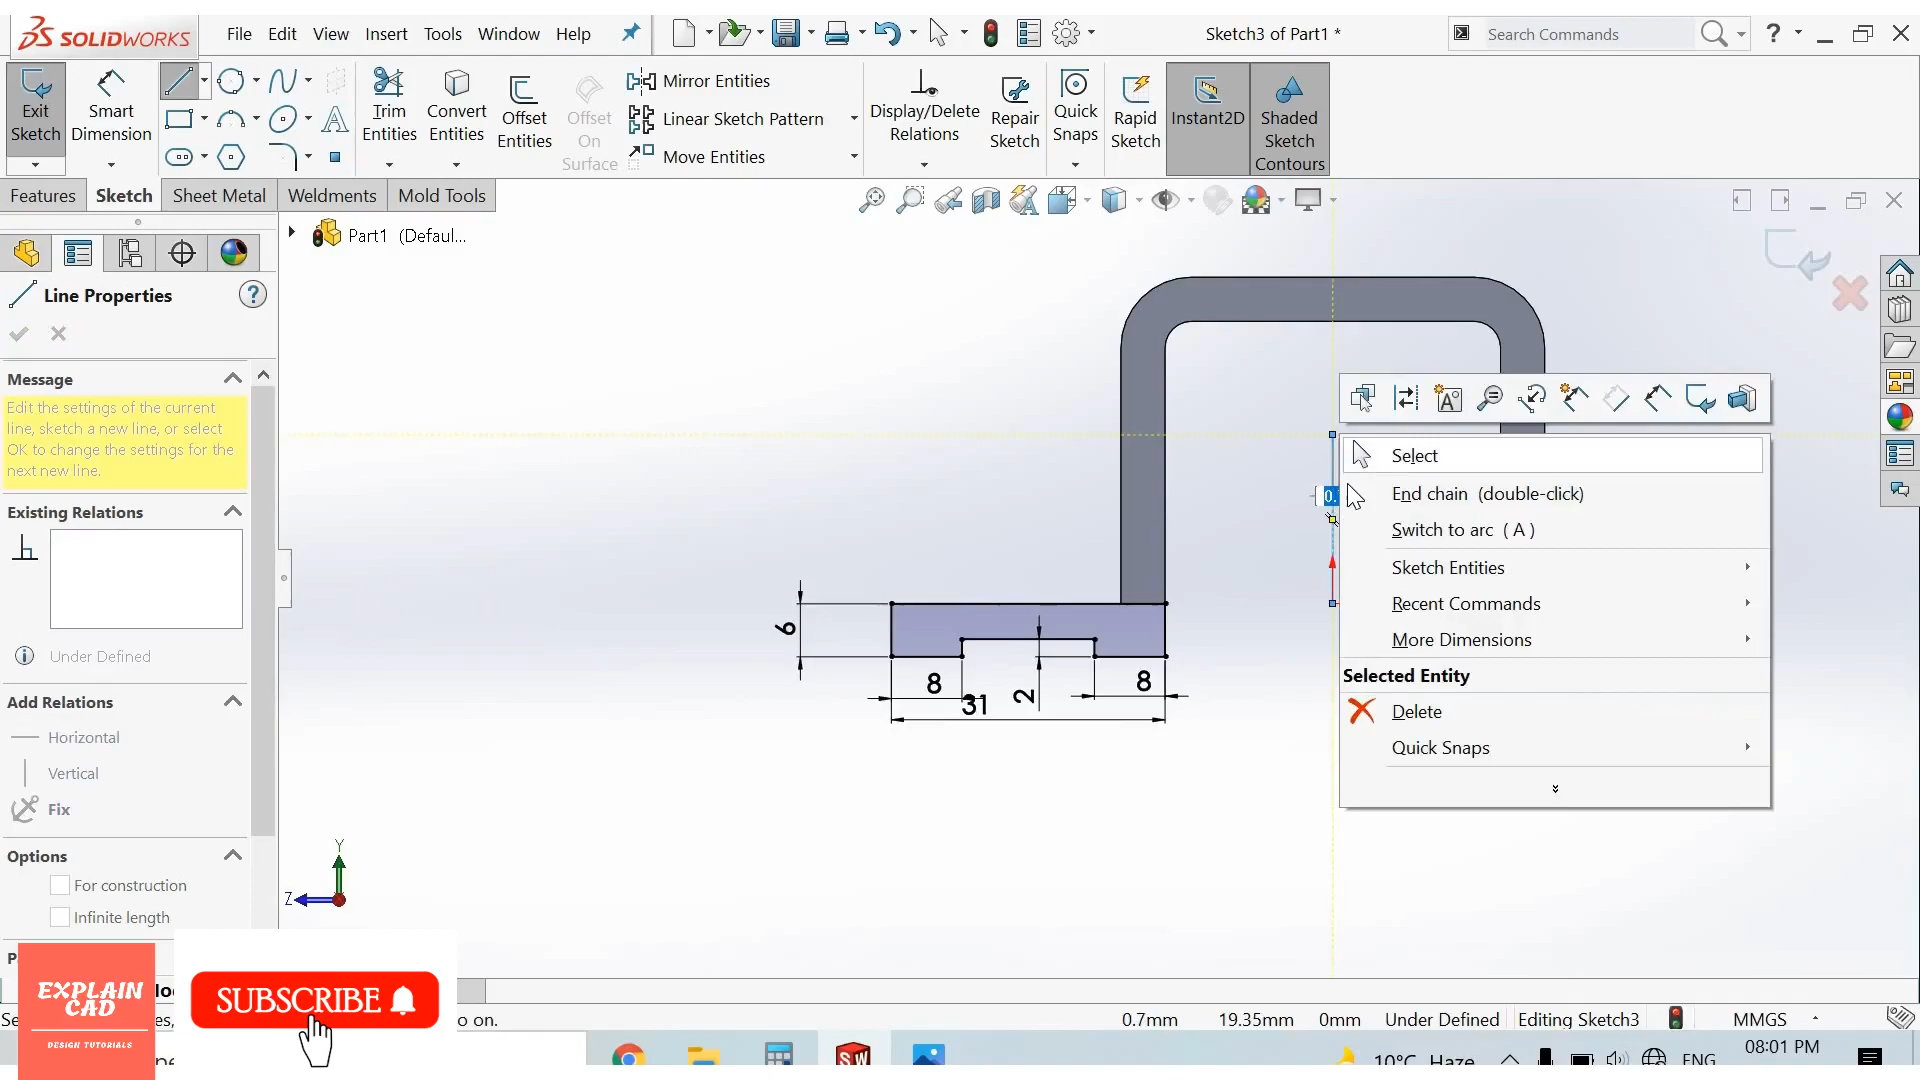 SOLIDWORKS
File Edit View Insert Tools Window Help
Sketch3 of Part1 *
Search Commands
Exit Sketch
Smart Dimension
Trim Entities
Convert Entities
Offset Entities
Offset On Surface
Mirror Entities
Linear Sketch Pattern
Move Entities
Display/Delete Relations
Repair Sketch
Quick Snaps
Rapid Sketch
Instant2D
Shaded Sketch Contours
Features Sketch Sheet Metal Weldments Mold Tools
Part1 (Defaul...
Line Properties
Message
Edit the settings of the current
line, sketch a new line, or select
OK to change the settings for the
next new line.
Existing Relations
Under Defined
Add Relations
Horizontal
Vertical
Fix
Options
For construction
Infinite length
6
8
31
2
8
0.
Select
End chain (double-click)
Switch to arc ( A )
Sketch Entities
Recent Commands
More Dimensions
Selected Entity
Delete
Quick Snaps
Y
Z
EXPLAIN
CAD
DESIGN TUTORIALS
SUBSCRIBE
o on.
0.7mm 19.35mm 0mm Under Defined Editing Sketch3 MMGS
10°C Haze ENG 08:01 PM